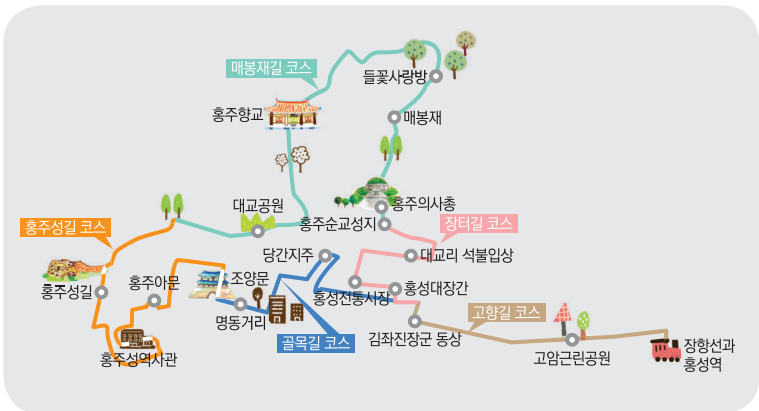 매봉재길 코스
들꽃사랑방
홍주향교
매봉재
대교공원
홍주의사총
홍주순교성지
장터길 코스
홍주성길 코스
당간지주
대교리 석불입상
홍주성길
홍주아문
조양문
홍성전통시장
홍성대장간
명동거리
고향길 코스
골목길 코스
김좌진장군 동상
홍주성역사관
고암근린공원
장항선과
홍성역